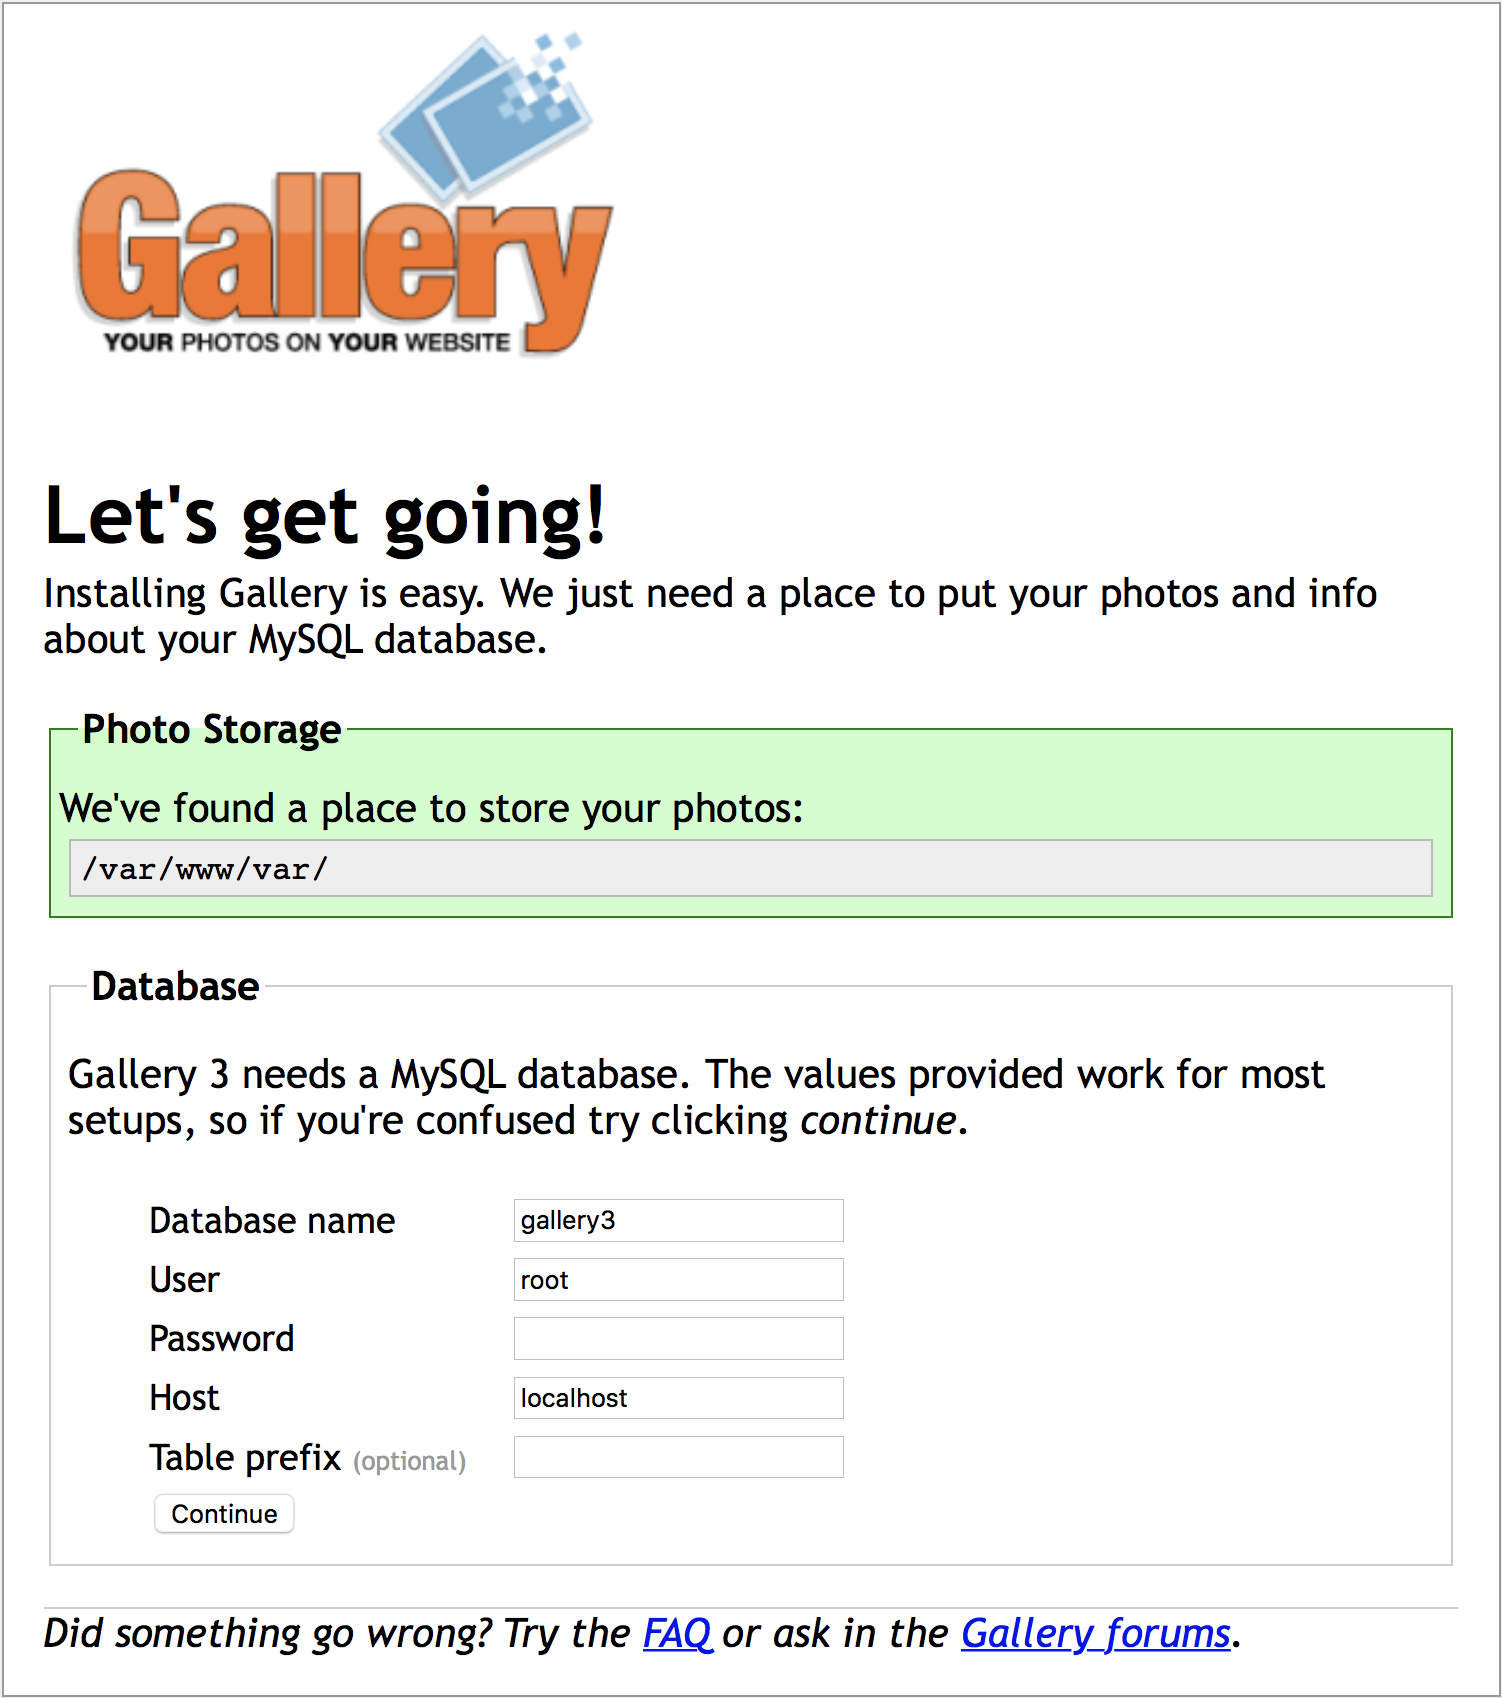 Gallery
YOUR PHOTOS ON YOUR WEBSITE
Let's get going!
Installing Gallery is easy. We just need a place to put your photos and info
about your MySQL database.
Photo Storage
We've found a place to store your photos:
/var/www/var/
Database
Gallery 3 needs a MySQL database. The values provided work for most
setups, so if you're confused try clicking continue.
Database name gallery3
User root
Password
Host localhost
Table prefix (optional)
Continue
Did something go wrong? Try the FAQ or ask in the Gallery forums.